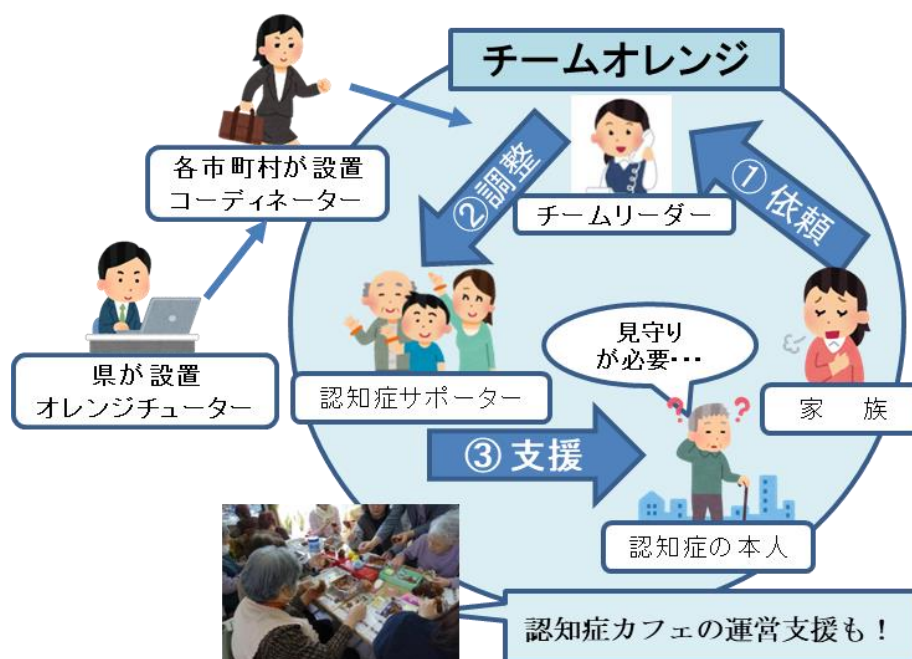 チームオレンジ
各市町村が設置
コーディネーター
②調整
①依頼
チームリーダー
県が設置
オレンジチューター
認知症サポーター
見守り
が必要・・・
家　族
③支援
認知症の本人
認知症カフェの運営支援も！